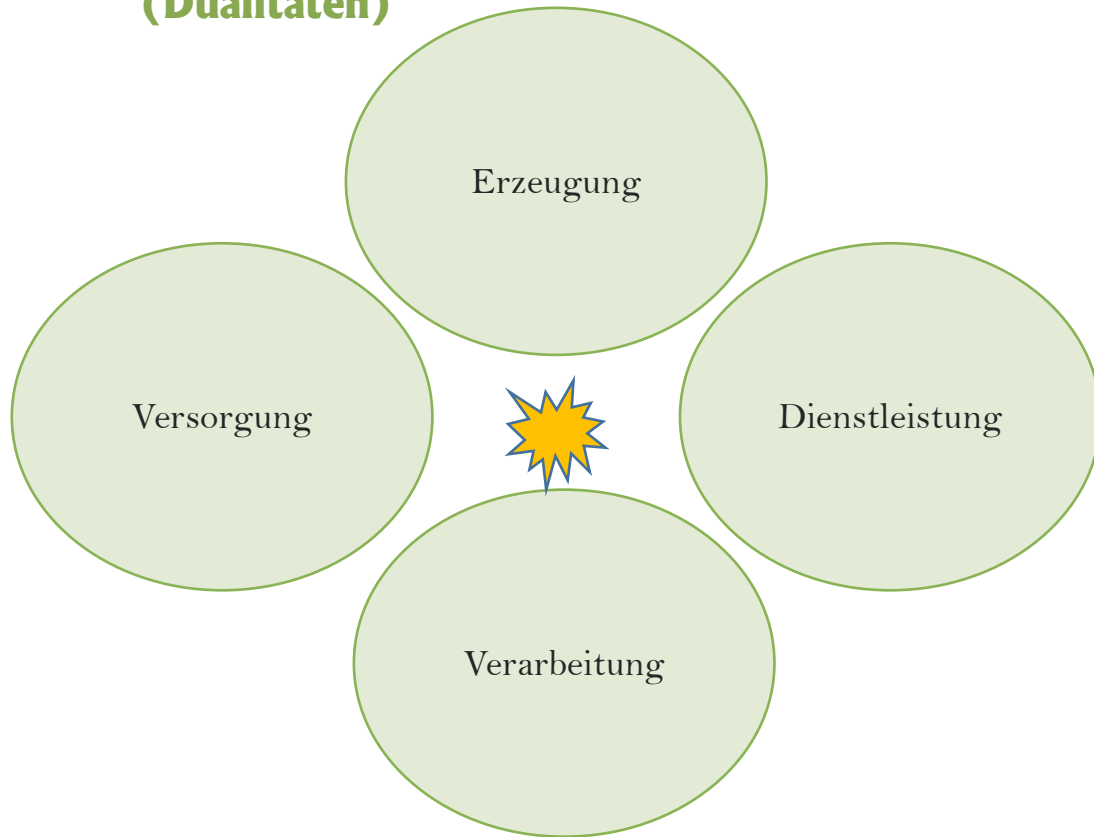 (Dualitäten)
Erzeugung
Versorgung
Dienstleistung
Verarbeitung